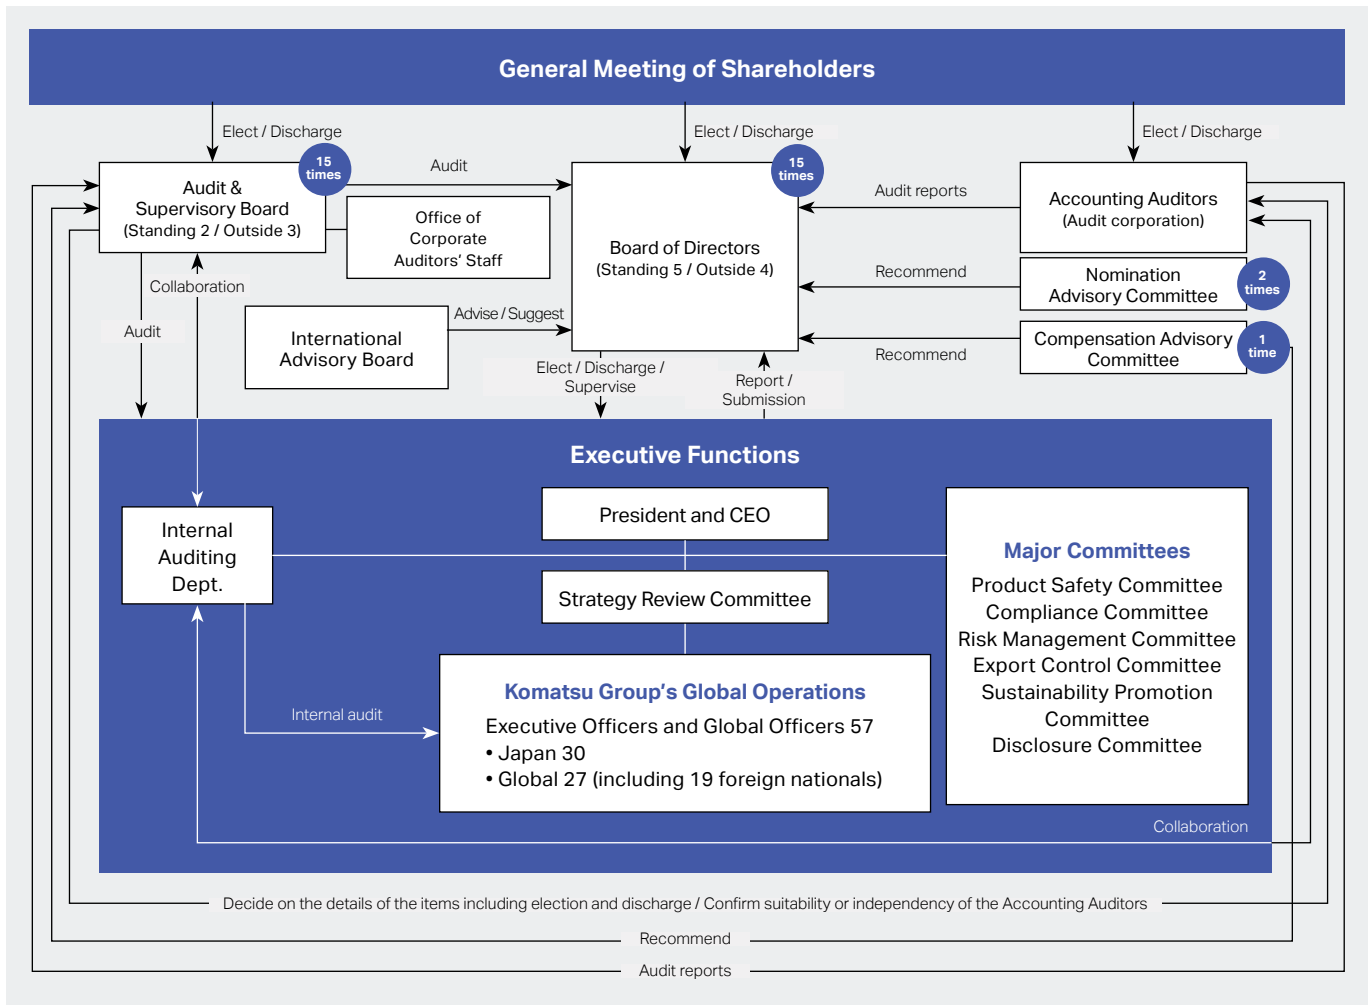 General Meeting of Shareholders
Elect / Discharge
Elect / Discharge
Elect / Discharge
15
times
Audit &
Supervisory Board
(Standing 2 / Outside 3)
Audit
Office of
Corporate
Auditors' Staff
15
times
Board of Directors
(Standing 5 / Outside 4)
Audit reports
Accounting Auditors
(Audit corporation)
Recommend
Nomination
Advisory Committee
2
times
Collaboration
Audit
International
Advisory Board
Advise / Suggest
Recommend
Compensation Advisory
Committee
1
time
Elect / Discharge /
Supervise
Report /
Submission
Executive Functions
Internal
Auditing
Dept.
President and CEO
Strategy Review Committee
Major Committees
Product Safety Committee
Compliance Committee
Risk Management Committee
Export Control Committee
Sustainability Promotion
Committee
Disclosure Committee
Internal audit
Komatsu Group's Global Operations
Executive Officers and Global Officers 57
• Japan 30
• Global 27 (including 19 foreign nationals)
Collaboration
Decide on the details of the items including election and discharge / Confirm suitability or independency of the Accounting Auditors
Recommend
Audit reports